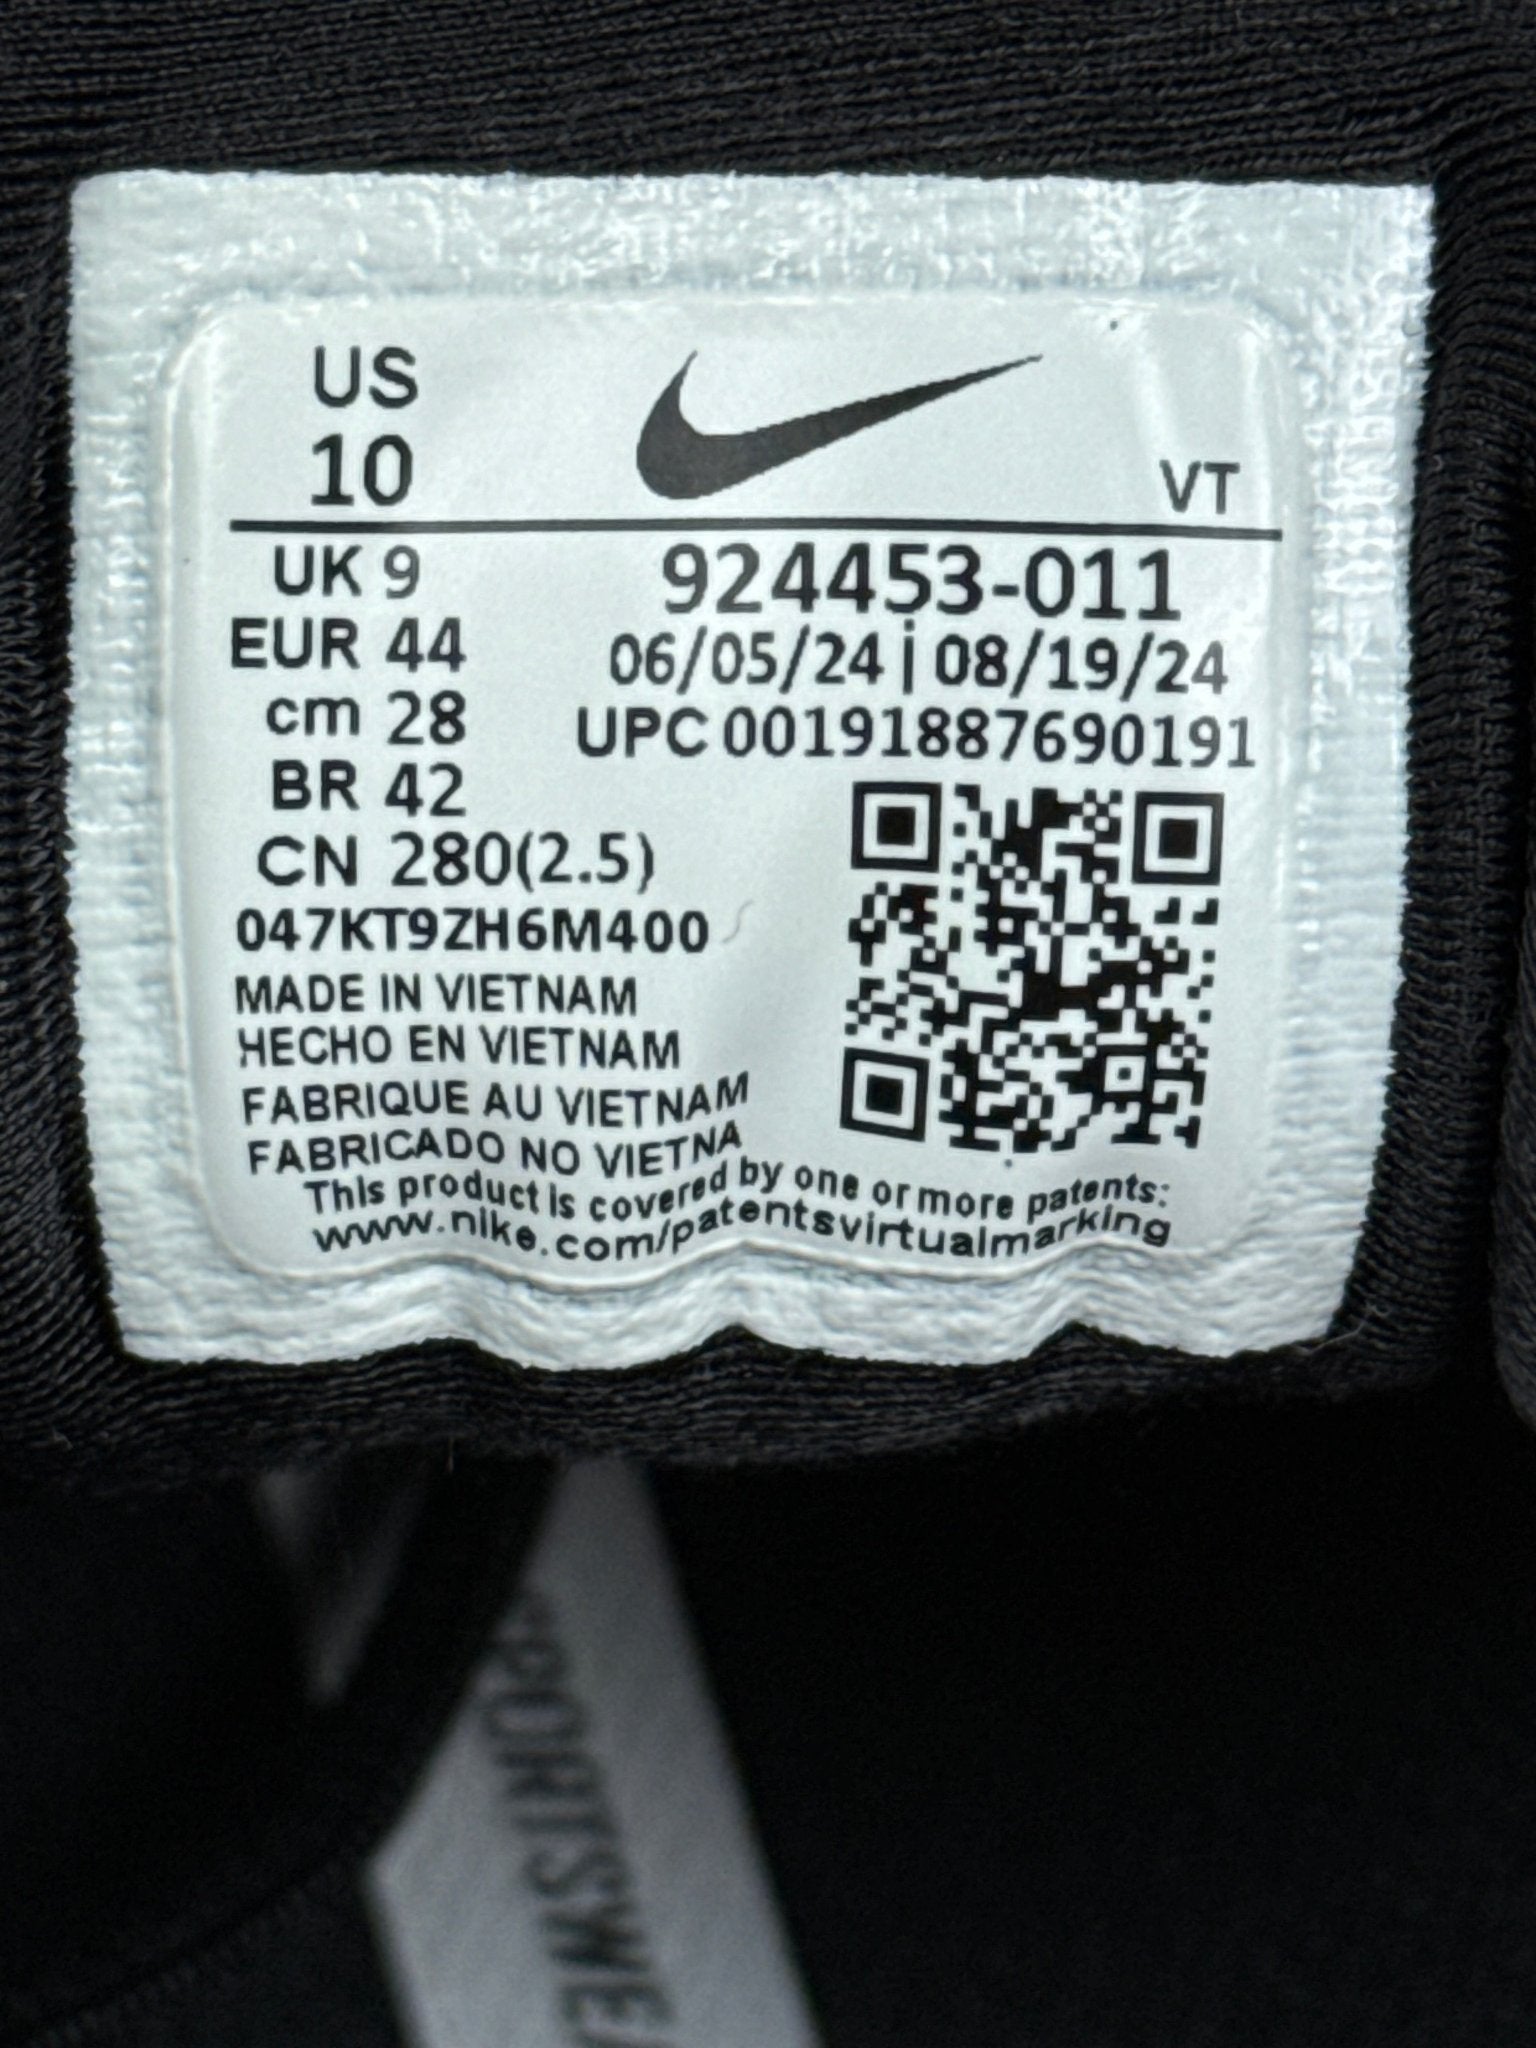 US
10
VT
UK 9
EUR 44
cm 28
BR 42
CN 280(2.5)
924453-011
06/05/24 | 08/19/24
UPC 00191887690191
047KT9ZH6M400
MADE IN VIETNAM
HECHO EN VIETNAM
FABRIQUE AU VIETNAM
FABRICADO NO VIETNA
This product is covered by one or more patents:
www.nike.com/patentsvirtualmarking